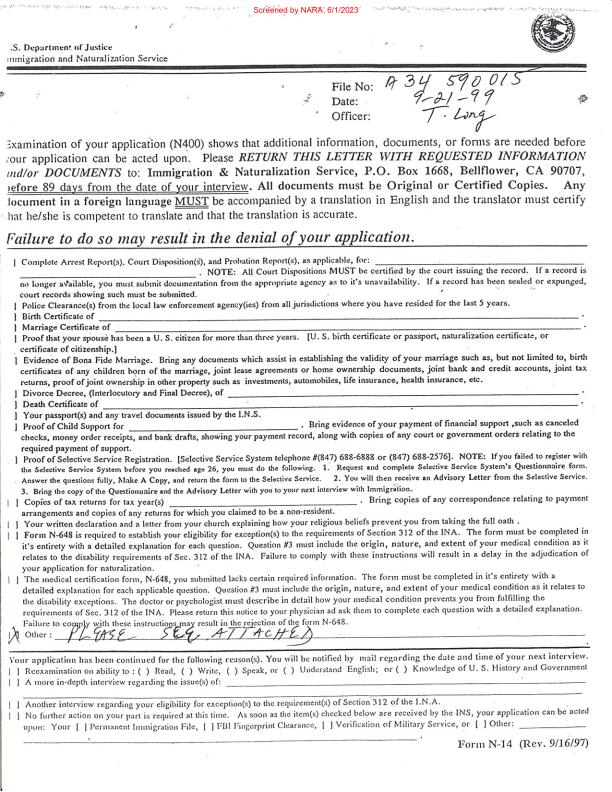 Screened by NARA, 6/1/2023
.S. Department of Justice
mmigration and Naturalization Service
File No: A 34 590 015
Date: 9-21-99
Officer: T. Long
Examination of your application (N400) shows that additional information, documents, or forms are needed before
your application can be acted upon. Please RETURN THIS LETTER WITH REQUESTED INFORMATION
and/or DOCUMENTS to: Immigration & Naturalization Service, P.O. Box 1668, Bellflower, CA 90707,
before 89 days from the date of your interview. All documents must be Original or Certified Copies. Any
document in a foreign language MUST be accompanied by a translation in English and the translator must certify
that he/she is competent to translate and that the translation is accurate.
Failure to do so may result in the denial of your application.
] Complete Arrest Report(s), Court Disposition(s), and Probation Report(s), as applicable, for:
. NOTE: All Court Dispositions MUST be certified by the court issuing the record. If a record is
no longer available, you must submit documentation from the appropriate agency as to it's unavailability. If a record has been sealed or expunged,
court records showing such must be submitted.
] Police Clearance(s) from the local law enforcement agency(ies) from all jurisdictions where you have resided for the last 5 years.
] Birth Certificate of .
] Marriage Certificate of .
] Proof that your spouse has been a U. S. citizen for more than three years. [U. S. birth certificate or passport, naturalization certificate, or
certificate of citizenship.]
] Evidence of Bona Fide Marriage. Bring any documents which assist in establishing the validity of your marriage such as, but not limited to, birth
certificates of any children born of the marriage, joint lease agreements or home ownership documents, joint bank and credit accounts, joint tax
returns, proof of joint ownership in other property such as investments, automobiles, life insurance, health insurance, etc.
] Divorce Decree, (Interlocutory and Final Decree), of .
] Death Certificate of .
] Your passport(s) and any travel documents issued by the I.N.S.
] Proof of Child Support for . Bring evidence of your payment of financial support ,such as canceled
checks, money order receipts, and bank drafts, showing your payment record, along with copies of any court or government orders relating to the
required payment of support.
] Proof of Selective Service Registration. [Selective Service System telephone #(847) 688-6888 or (847) 688-2576]. NOTE: If you failed to register with
the Selective Service System before you reached age 26, you must do the following. 1. Request and complete Selective Service System's Questionnaire form.
Answer the questions fully, Make A Copy, and return the form to the Selective Service. 2. You will then receive an Advisory Letter from the Selective Service.
3. Bring the copy of the Questionnaire and the Advisory Letter with you to your next interview with Immigration.
[ ] Copies of tax returns for tax year(s) . Bring copies of any correspondence relating to payment
arrangements and copies of any returns for which you claimed to be a non-resident.
[ ] Your written declaration and a letter from your church explaining how your religious beliefs prevent you from taking the full oath .
[ ] Form N-648 is required to establish your eligibility for exception(s) to the requirements of Section 312 of the INA. The form must be completed in
it's entirety with a detailed explanation for each question. Question #3 must include the origin, nature, and extent of your medical condition as it
relates to the disability requirements of Sec. 312 of the INA. Failure to comply with these instructions will result in a delay in the adjudication of
your application for naturalization.
[ ] The medical certification form, N-648, you submitted lacks certain required information. The form must be completed in it's entirety with a
detailed explanation for each applicable question. Question #3 must include the origin, nature, and extent of your medical condition as it relates to
the disability exceptions. The doctor or psychologist must describe in detail how your medical condition prevents you from fulfilling the
requirements of Sec. 312 of the INA. Please return this notice to your physician ad ask them to complete each question with a detailed explanation.
Failure to comply with these instructions may result in the rejection of the form N-648.
[X] Other : PLEASE SEE ATTACHED
Your application has been continued for the following reason(s). You will be notified by mail regarding the date and time of your next interview.
[ ] Reexamination on ability to : ( ) Read, ( ) Write, ( ) Speak, or ( ) Understand English; or ( ) Knowledge of U. S. History and Government
[ ] A more in-depth interview regarding the issue(s) of:
[ ] Another interview regarding your eligibility for exception(s) to the requirement(s) of Section 312 of the I.N.A.
[ ] No further action on your part is required at this time. As soon as the item(s) checked below are received by the INS, your application can be acted
upon: Your [ ] Permanent Immigration File, [ ] FBI Fingerprint Clearance, [ ] Verification of Military Service, or [ ] Other:
Form N-14 (Rev. 9/16/97)